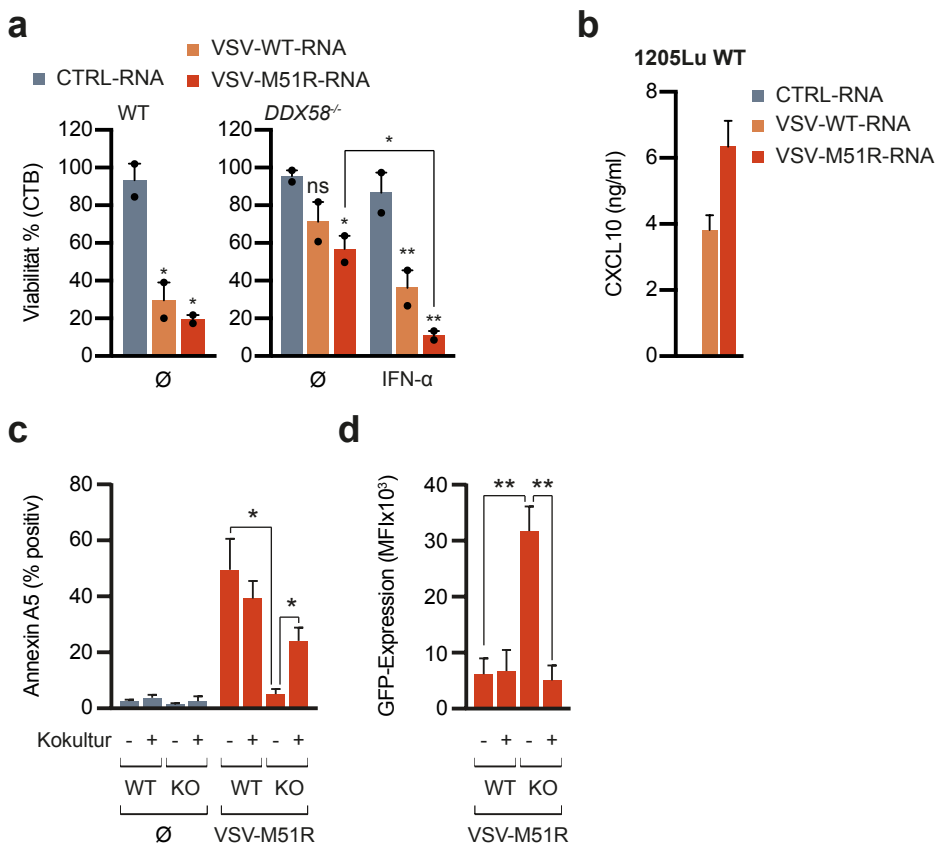 a
VSV-WT-RNA
CTRL-RNA
VSV-M51R-RNA
WT
DDX58-/-
Viabilität % (CTB)
120
100
80
60
40
20
0
*
*
Ø
120
100
80
60
40
20
0
ns
*
*
**
**
Ø
IFN-α
b
1205Lu WT
CTRL-RNA
VSV-WT-RNA
VSV-M51R-RNA
CXCL10 (ng/ml)
8
6
4
2
0
c
Annexin A5 (% positiv)
80
60
40
20
0
*
*
Kokultur
- + - + - + - +
WT KO WT KO
Ø VSV-M51R
d
GFP-Expression (MFIx10³)
40
30
20
10
0
** **
- + - +
WT KO
VSV-M51R